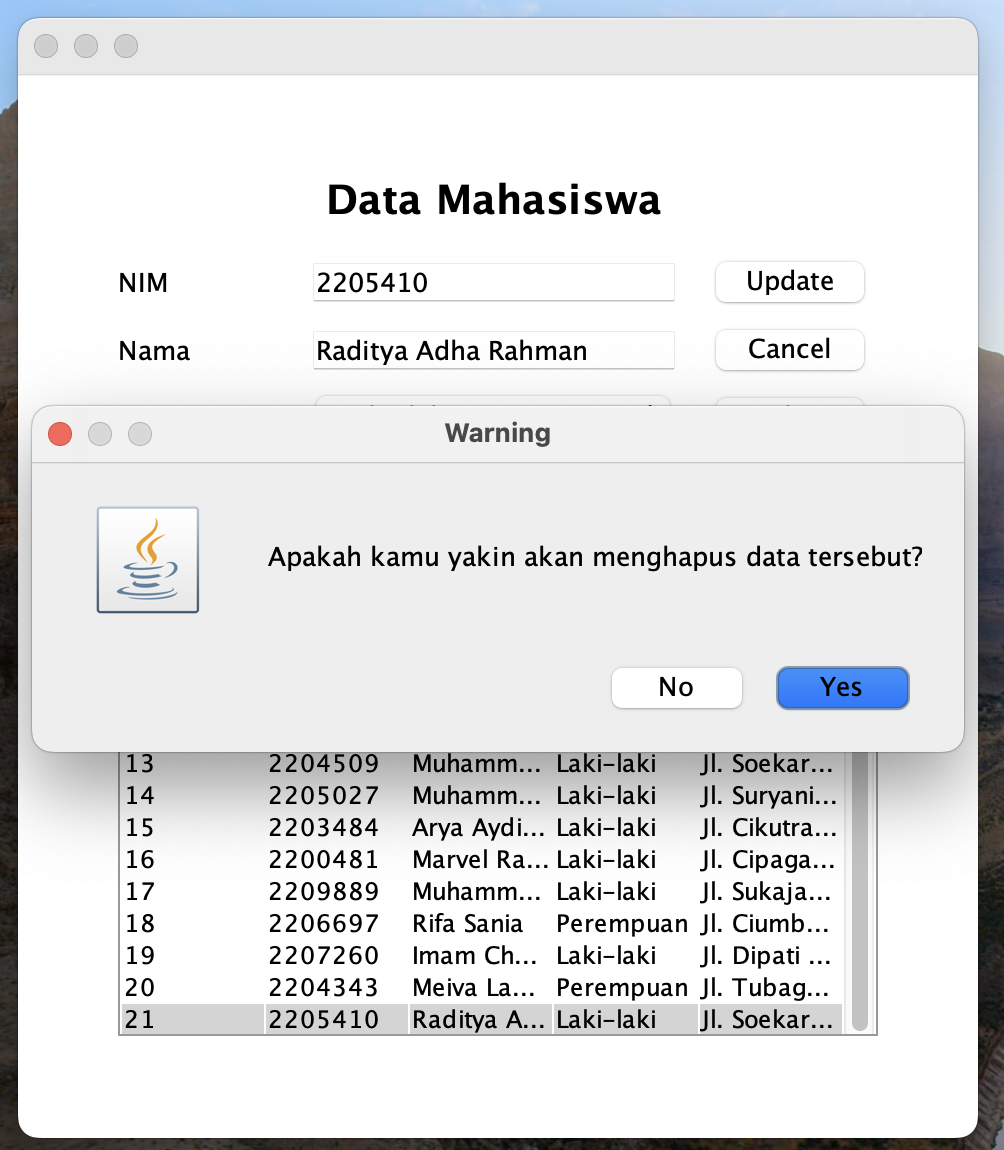 Data Mahasiswa
NIM 2205410 Update
Nama Raditya Adha Rahman Cancel
Warning
Apakah kamu yakin akan menghapus data tersebut?
No Yes
13 2204509 Muhamm... Laki-laki Jl. Soekar...
14 2205027 Muhamm... Laki-laki Jl. Suryani...
15 2203484 Arya Aydi... Laki-laki Jl. Cikutra...
16 2200481 Marvel Ra... Laki-laki Jl. Cipaga...
17 2209889 Muhamm... Laki-laki Jl. Sukaja...
18 2206697 Rifa Sania Perempuan Jl. Ciumb...
19 2207260 Imam Ch... Laki-laki Jl. Dipati ...
20 2204343 Meiva La... Perempuan Jl. Tubag...
21 2205410 Raditya A... Laki-laki Jl. Soekar...